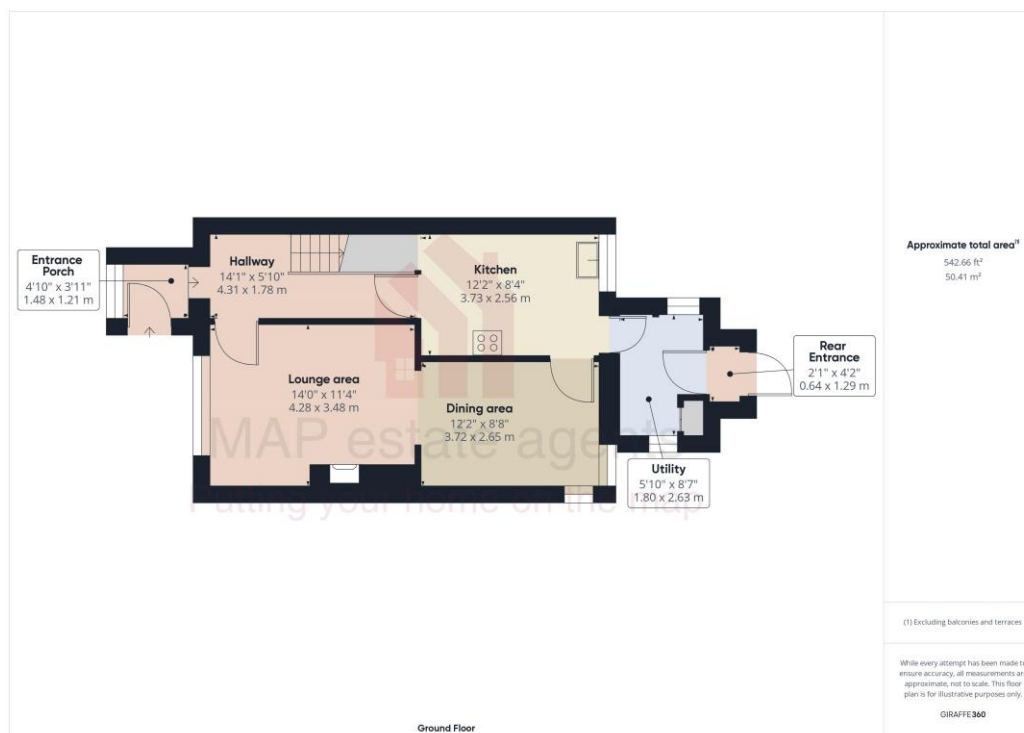 Entrance
Porch
4'10" x 3'11"
1.48 x 1.21 m
Hallway
14'1" x 5'10"
4.31 x 1.78 m
Kitchen
12'2" x 8'4"
3.73 x 2.56 m
Lounge area
14'0" x 11'4"
4.28 x 3.48 m
Dining area
12'2" x 8'8"
3.72 x 2.65 m
Rear
Entrance
2'1" x 4'2"
0.64 x 1.29 m
Utility
5'10" x 8'7"
1.80 x 2.63 m
MAP estate agents
Putting your home on the map
Ground Floor
Approximate total area(1)
542.66 ft²
50.41 m²
(1) Excluding balconies and terraces
While every attempt has been made to
ensure accuracy, all measurements are
approximate, not to scale. This floor
plan is for illustrative purposes only.
GIRAFFE360